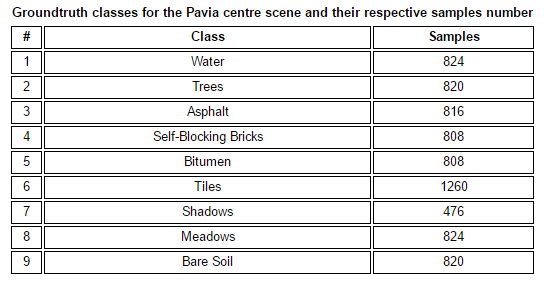 Groundtruth classes for the Pavia centre scene and their respective samples number
# Class Samples
1 Water 824
2 Trees 820
3 Asphalt 816
4 Self-Blocking Bricks 808
5 Bitumen 808
6 Tiles 1260
7 Shadows 476
8 Meadows 824
9 Bare Soil 820